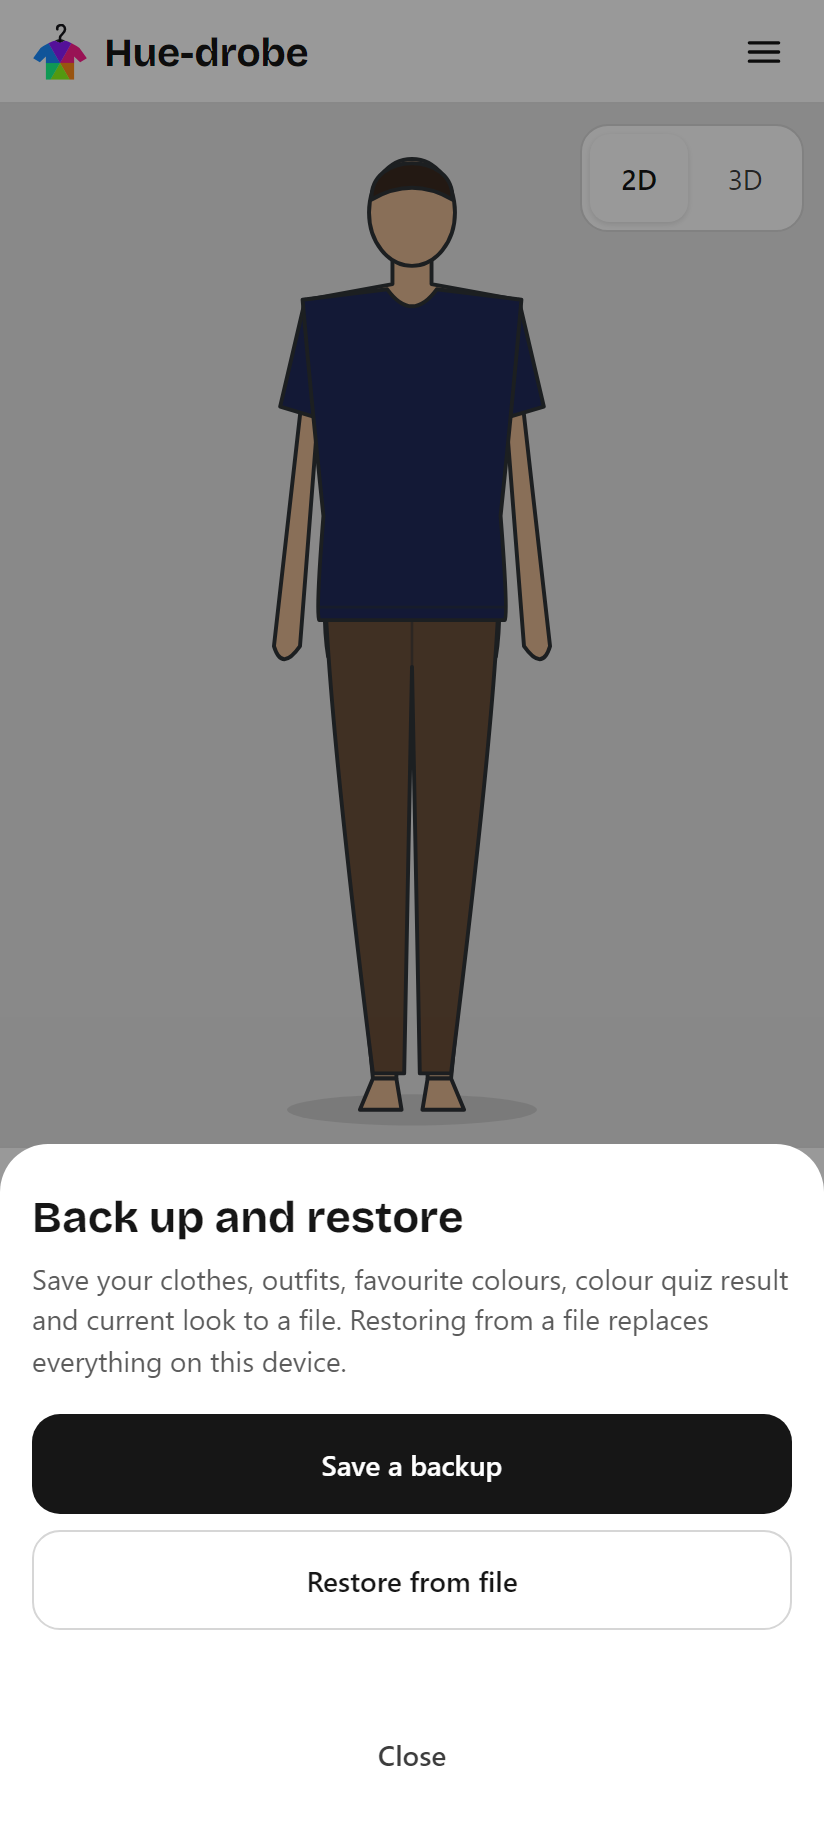 Hue-drobe
2D
3D
Back up and restore
Save your clothes, outfits, favourite colours, colour quiz result
and current look to a file. Restoring from a file replaces
everything on this device.
Save a backup
Restore from file
Close